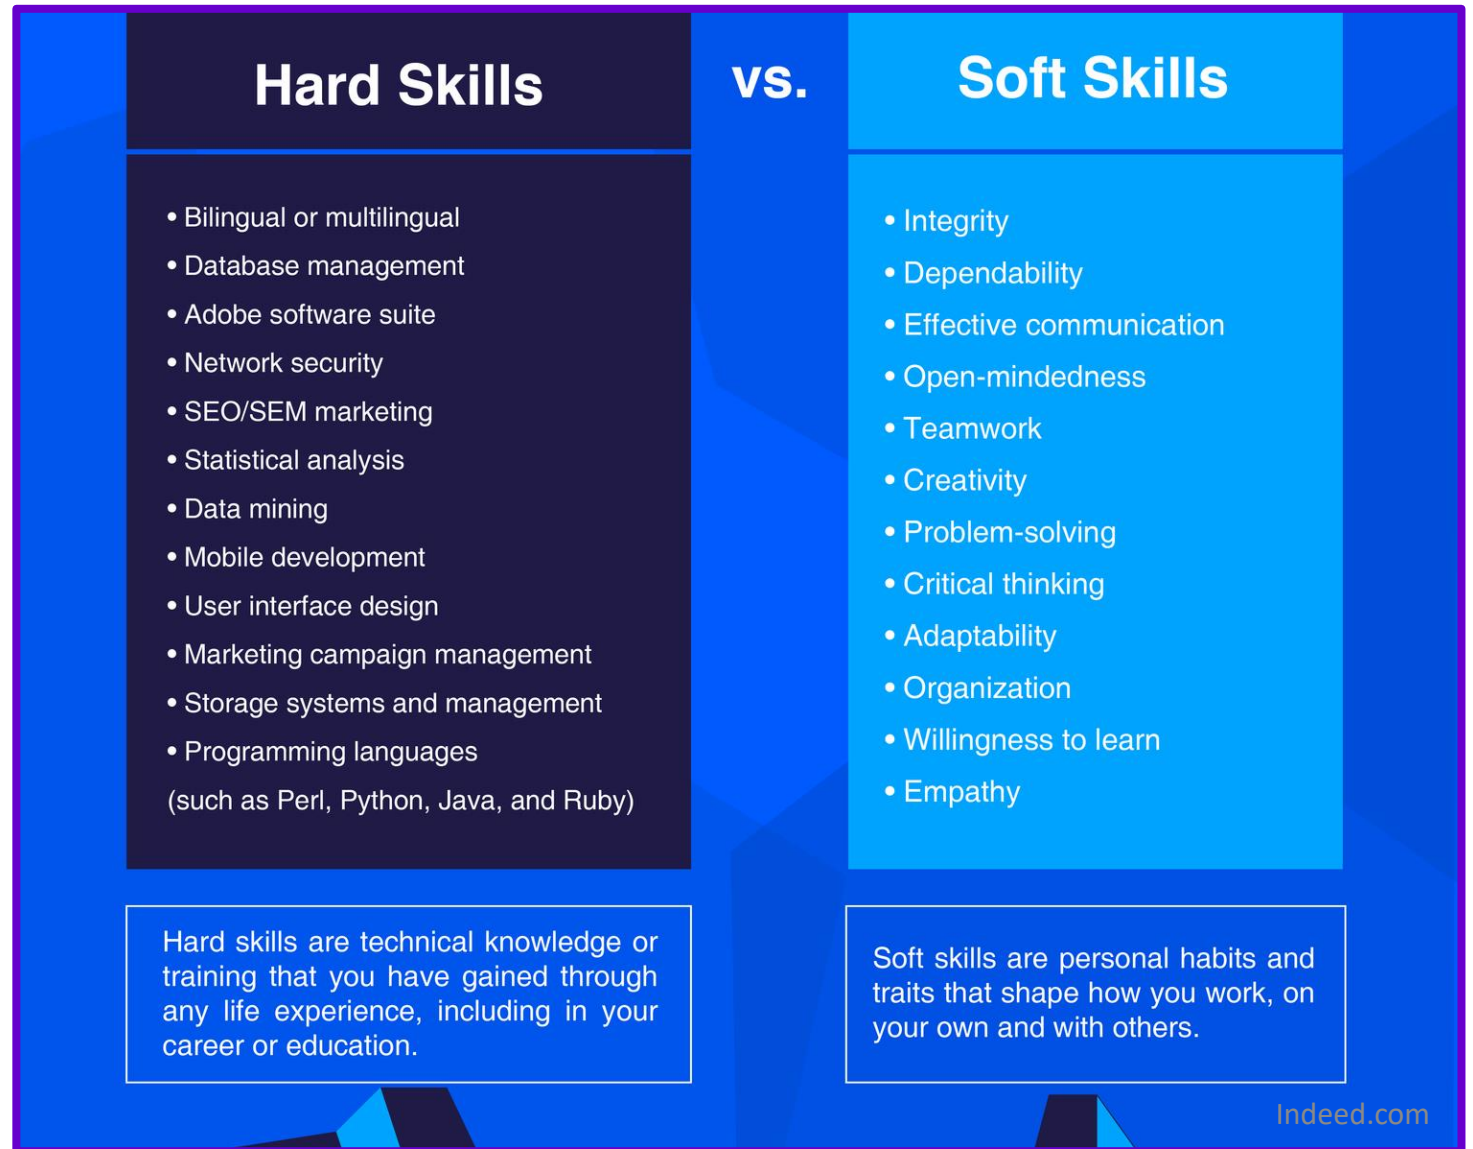 Hard Skills
vs.
Soft Skills
• Bilingual or multilingual
• Database management
• Adobe software suite
• Network security
• SEO/SEM marketing
• Statistical analysis
• Data mining
• Mobile development
• User interface design
• Marketing campaign management
• Storage systems and management
• Programming languages
(such as Perl, Python, Java, and Ruby)
• Integrity
• Dependability
• Effective communication
• Open-mindedness
• Teamwork
• Creativity
• Problem-solving
• Critical thinking
• Adaptability
• Organization
• Willingness to learn
• Empathy
Hard skills are technical knowledge or
training that you have gained through
any life experience, including in your
career or education.
Soft skills are personal habits and
traits that shape how you work, on
your own and with others.
Indeed.com